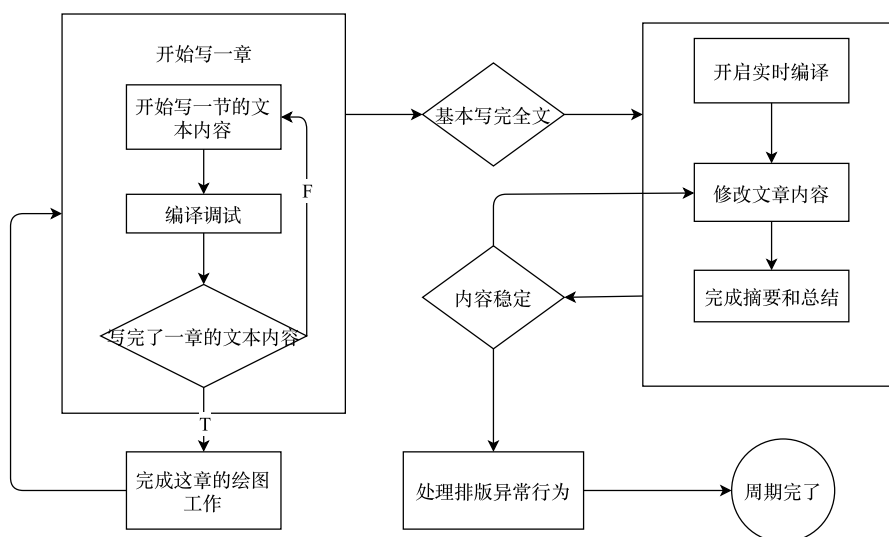 开始写一章
开始写一节的文
本内容
F
编译调试
写完了一章的文本内容
T
完成这章的绘图
工作
基本写完全文
开启实时编译
修改文章内容
完成摘要和总结
内容稳定
处理排版异常行为
周期完了